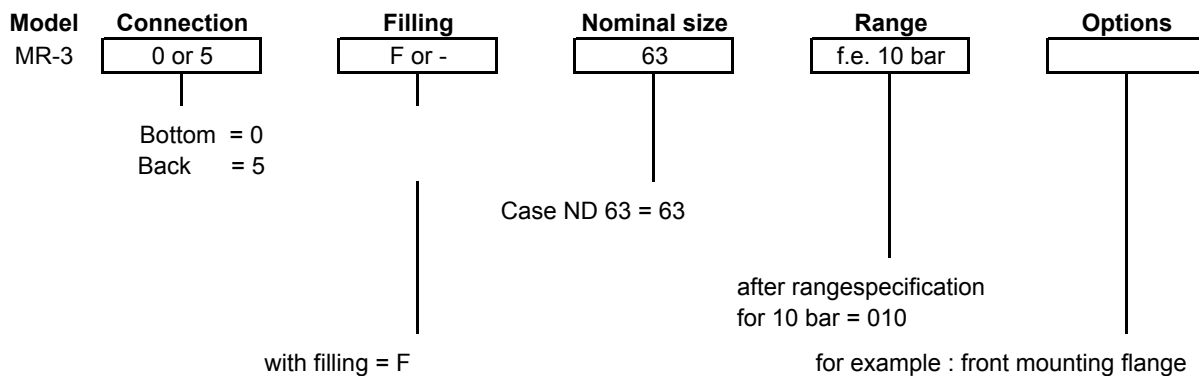 Model Connection Filling Nominal size Range Options
MR-3 0 or 5 F or - 63 f.e. 10 bar
Bottom = 0
Back = 5
Case ND 63 = 63
after rangespecification
for 10 bar = 010
with filling = F for example : front mounting flange